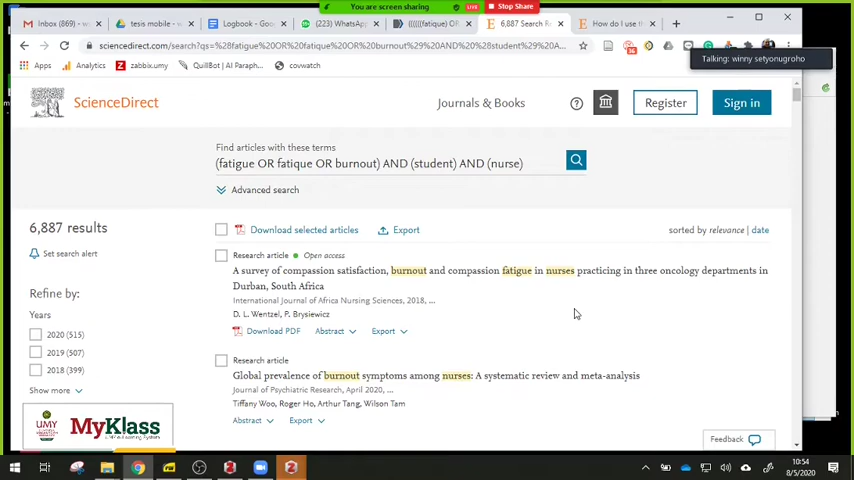 You are screen sharing
LIVE
Stop Share
Inbox (869) - w
tesis mobile - w
Logbook - Goo
(223) WhatsApp
((((((fatigue) OR
6,887 Search R
How do I use th
sciencedirect.com/search?qs=%28fatigue%20OR%20fatique%20OR%20burnout%29%20AND%20%28student%29%20A...
Talking: winny setyonugroho
Apps
Analytics
zabbix.umy
QuillBot | AI Paraph...
covwatch
ScienceDirect
Journals & Books
Register
Sign in
Find articles with these terms
(fatigue OR fatique OR burnout) AND (student) AND (nurse)
Advanced search
6,887 results
Set search alert
Download selected articles
Export
sorted by relevance | date
Refine by:
Years
2020 (515)
2019 (507)
2018 (399)
Show more
Research article
Open access
A survey of compassion satisfaction, burnout and compassion fatigue in nurses practicing in three oncology departments in
Durban, South Africa
International Journal of Africa Nursing Sciences, 2018, ...
D. L. Wentzel, P. Brysiewicz
Download PDF
Abstract
Export
Research article
Global prevalence of burnout symptoms among nurses: A systematic review and meta-analysis
Journal of Psychiatric Research, April 2020, ...
Tiffany Woo, Roger Ho, Arthur Tang, Wilson Tam
Abstract
Export
UMY
MyKlass
Feedback
10:54
8/5/2020